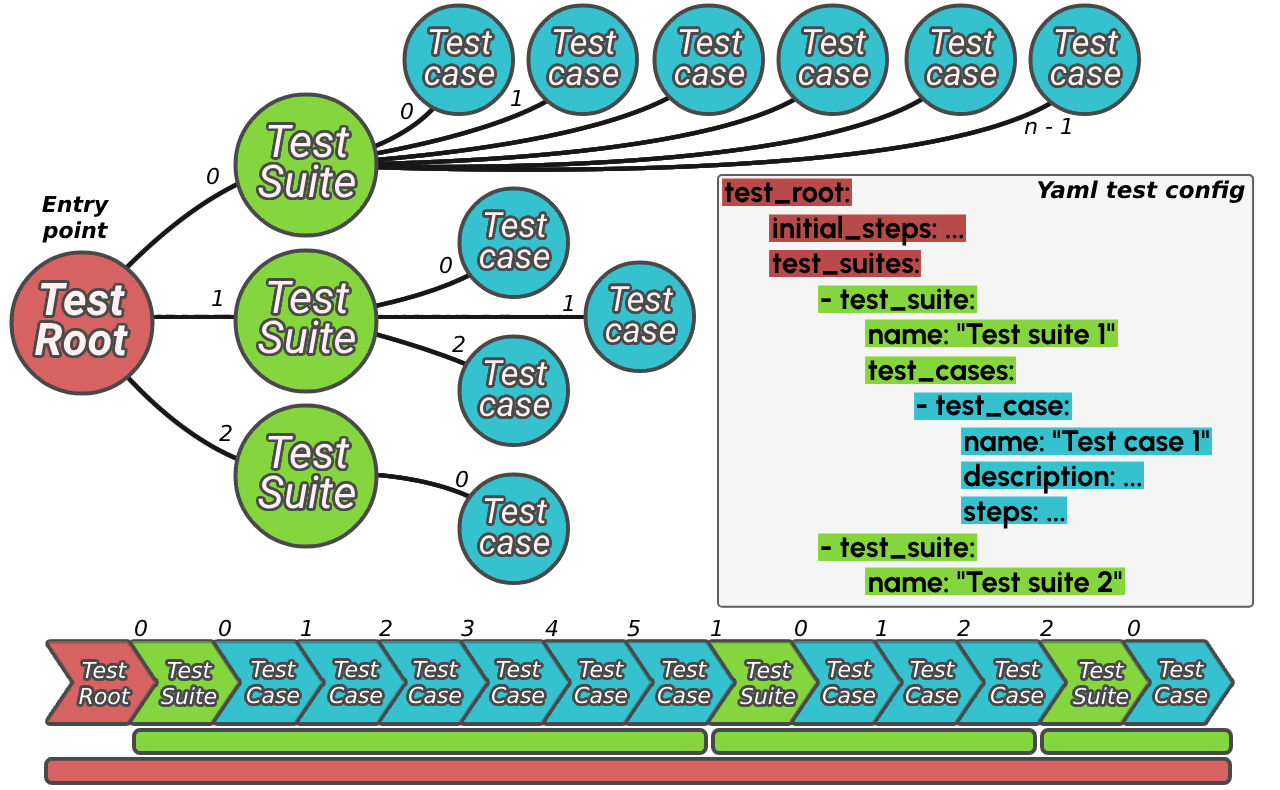 Test
case
Test
case
Test
case
Test
case
Test
case
Test
case
0
1
n - 1
Test
Suite
0
Entry
point
Test
Root
1
2
Test
Suite
0
1
2
Test
case
Test
case
Test
case
Test
Suite
0
Test
case
Yaml test config
test_root:
initial_steps: ...
test_suites:
- test_suite:
name: "Test suite 1"
test_cases:
- test_case:
name: "Test case 1"
description: ...
steps: ...
- test_suite:
name: "Test suite 2"
0 0 1 2 3 4 5 1 0 1 2 2 0
Test
Root
Test
Suite
Test
Case
Test
Case
Test
Case
Test
Case
Test
Case
Test
Case
Test
Suite
Test
Case
Test
Case
Test
Case
Test
Suite
Test
Case